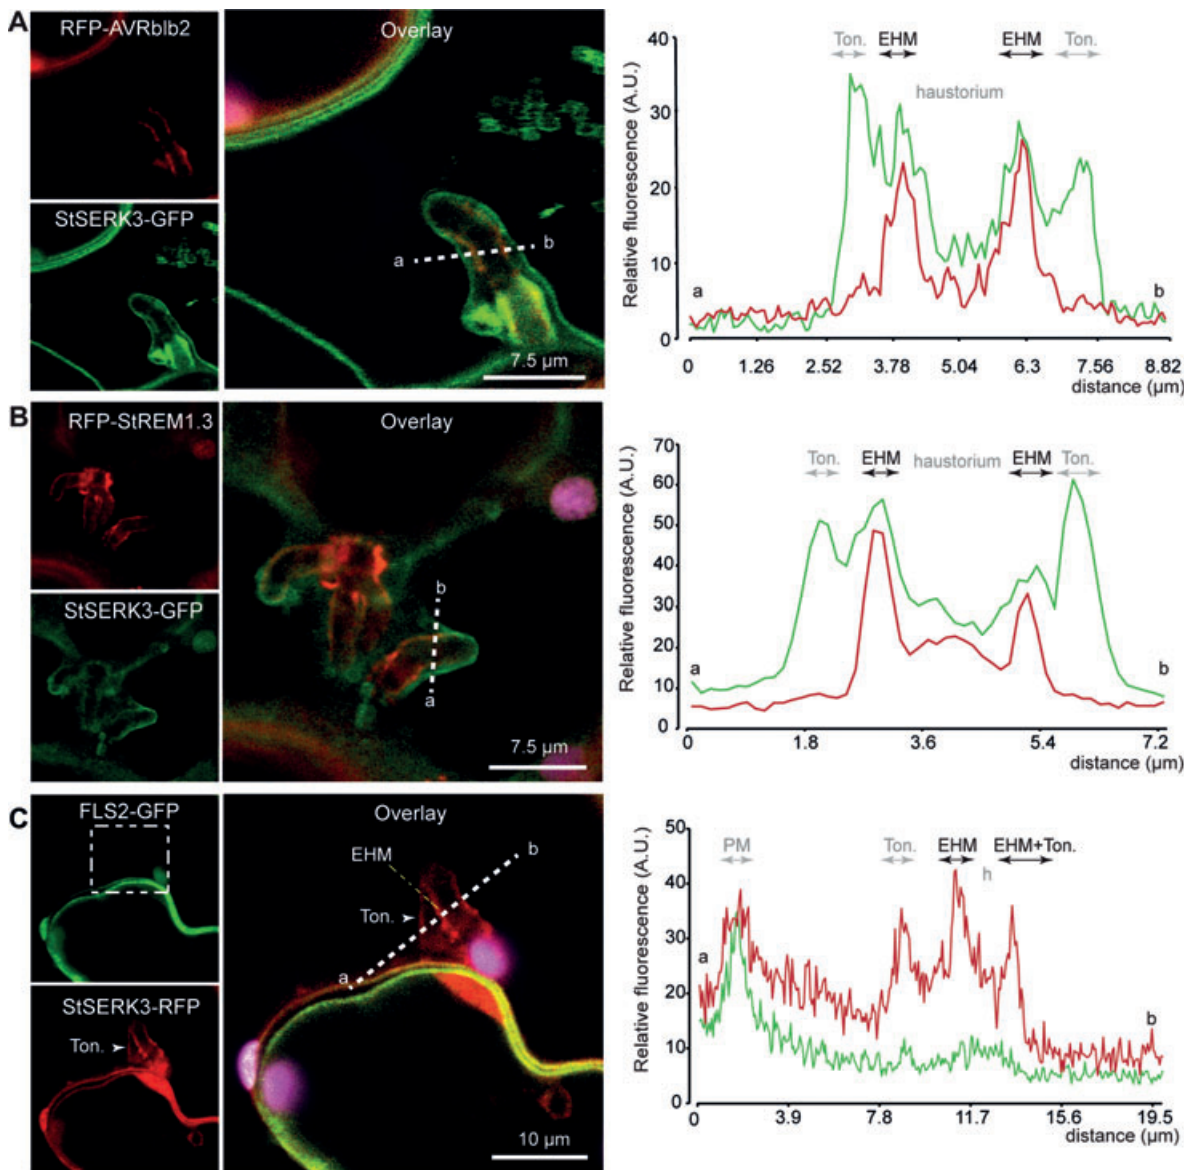 A
RFP-AVRblb2
Overlay
StSERK3-GFP
a
b
7.5 µm
Relative fluorescence (A.U.)
40
30
20
10
0
Ton.
EHM
EHM
Ton.
haustorium
a
b
0
1.26
2.52
3.78
5.04
6.3
7.56
8.82
distance (µm)
B
RFP-StREM1.3
Overlay
StSERK3-GFP
b
a
7.5 µm
Relative fluorescence (A.U.)
70
60
50
40
30
20
10
0
Ton.
EHM
haustorium
EHM
Ton.
a
b
0
1.8
3.6
5.4
7.2
distance (µm)
C
FLS2-GFP
Overlay
StSERK3-RFP
Ton.
EHM
Ton.
a
b
10 µm
Relative fluorescence (A.U.)
50
40
30
20
10
0
PM
Ton.
EHM
EHM+Ton.
h
a
b
0
3.9
7.8
11.7
15.6
19.5
distance (µm)